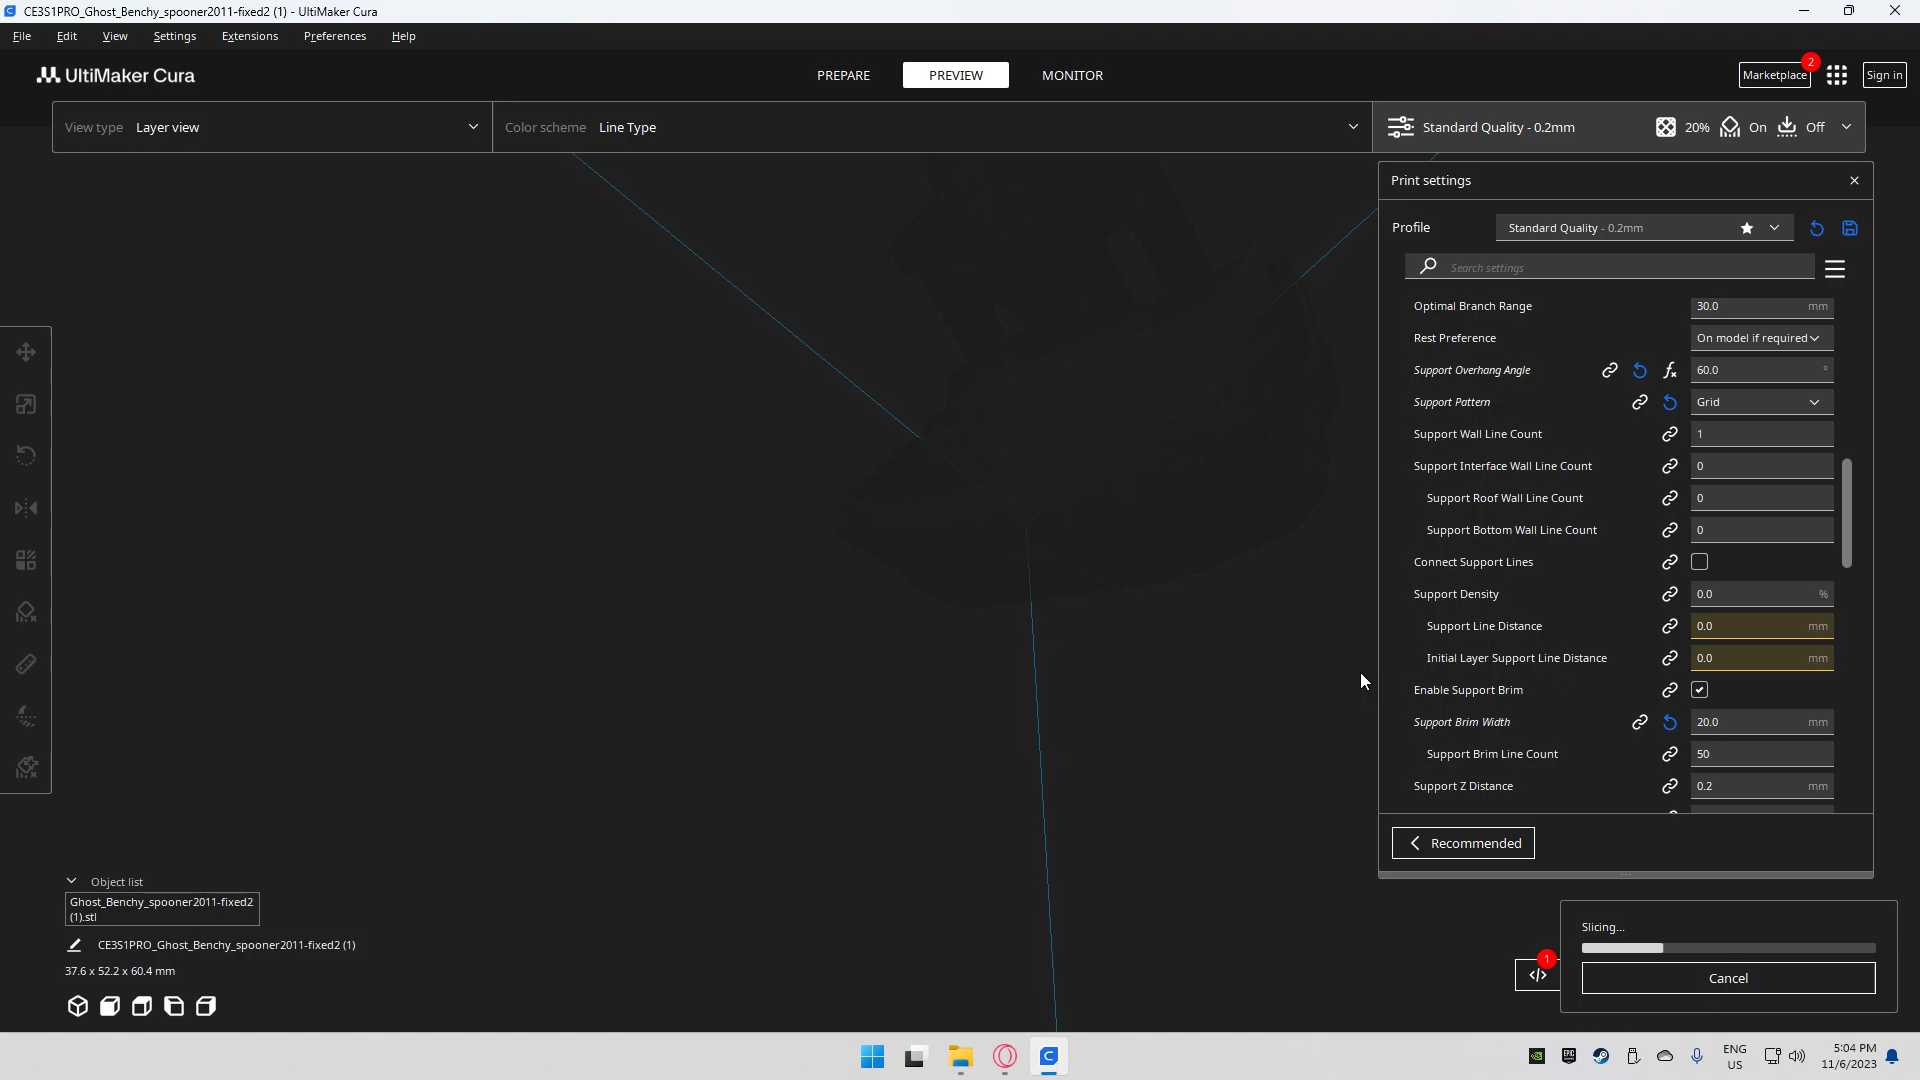 CE3S1PRO_Ghost_Benchy_spooner2011-fixed2 (1) - UltiMaker Cura
File Edit View Settings Extensions Preferences Help
UltiMaker Cura
PREPARE PREVIEW MONITOR
Marketplace 2 Sign in
View type Layer view
Color scheme Line Type
Standard Quality - 0.2mm 20% On Off
Print settings
Profile Standard Quality - 0.2mm
Search settings
Optimal Branch Range 30.0 mm
Rest Preference On model if required
Support Overhang Angle 60.0 °
Support Pattern Grid
Support Wall Line Count 1
Support Interface Wall Line Count 0
Support Roof Wall Line Count 0
Support Bottom Wall Line Count 0
Connect Support Lines
Support Density 0.0 %
Support Line Distance 0.0 mm
Initial Layer Support Line Distance 0.0 mm
Enable Support Brim
Support Brim Width 20.0 mm
Support Brim Line Count 50
Support Z Distance 0.2 mm
Recommended
Object list
Ghost_Benchy_spooner2011-fixed2
(1).stl
CE3S1PRO_Ghost_Benchy_spooner2011-fixed2 (1)
37.6 x 52.2 x 60.4 mm
1
Slicing...
Cancel
ENG
US
5:04 PM
11/6/2023